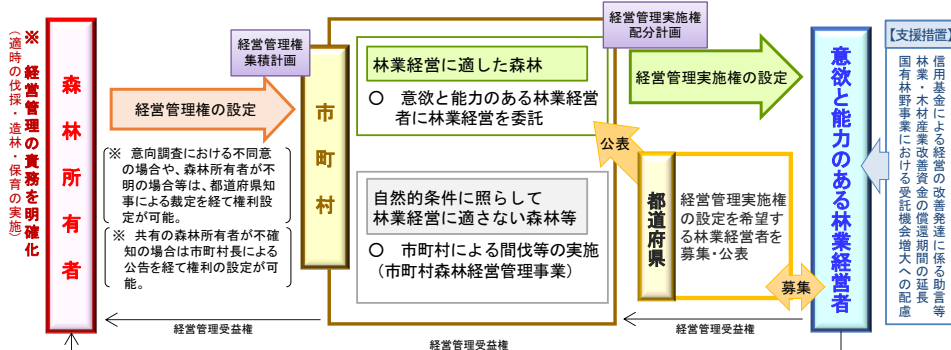 ※ 経営管理の責務を明確化
(適時の伐採・造林・保育の実施)
森林所有者
経営管理権の設定
経営管理権
集積計画
※ 意向調査における不同意
の場合や、森林所有者が不
明の場合等は、都道府県知
事による裁定を経て権利設
定が可能。
※ 共有の森林所有者が不確
知の場合は市町村長による
公告を経て権利の設定が可
能。
市町村
林業経営に適した森林
○ 意欲と能力のある林業経営
者に林業経営を委託
自然的条件に照らして
林業経営に適さない森林等
○ 市町村による間伐等の実施
(市町村森林経営管理事業)
経営管理実施権
配分計画
経営管理実施権の設定
公表
都道府県
経営管理実施権
の設定を希望す
る林業経営者を
募集・公表
募集
意欲と能力のある林業経営者
【支援措置】
信用基金による経営の改善発達に係る助言等
林業・木材産業改善資金の償還期間の延長
国有林野事業における受託機会増大への配慮
経営管理受益権
経営管理受益権
経営管理受益権